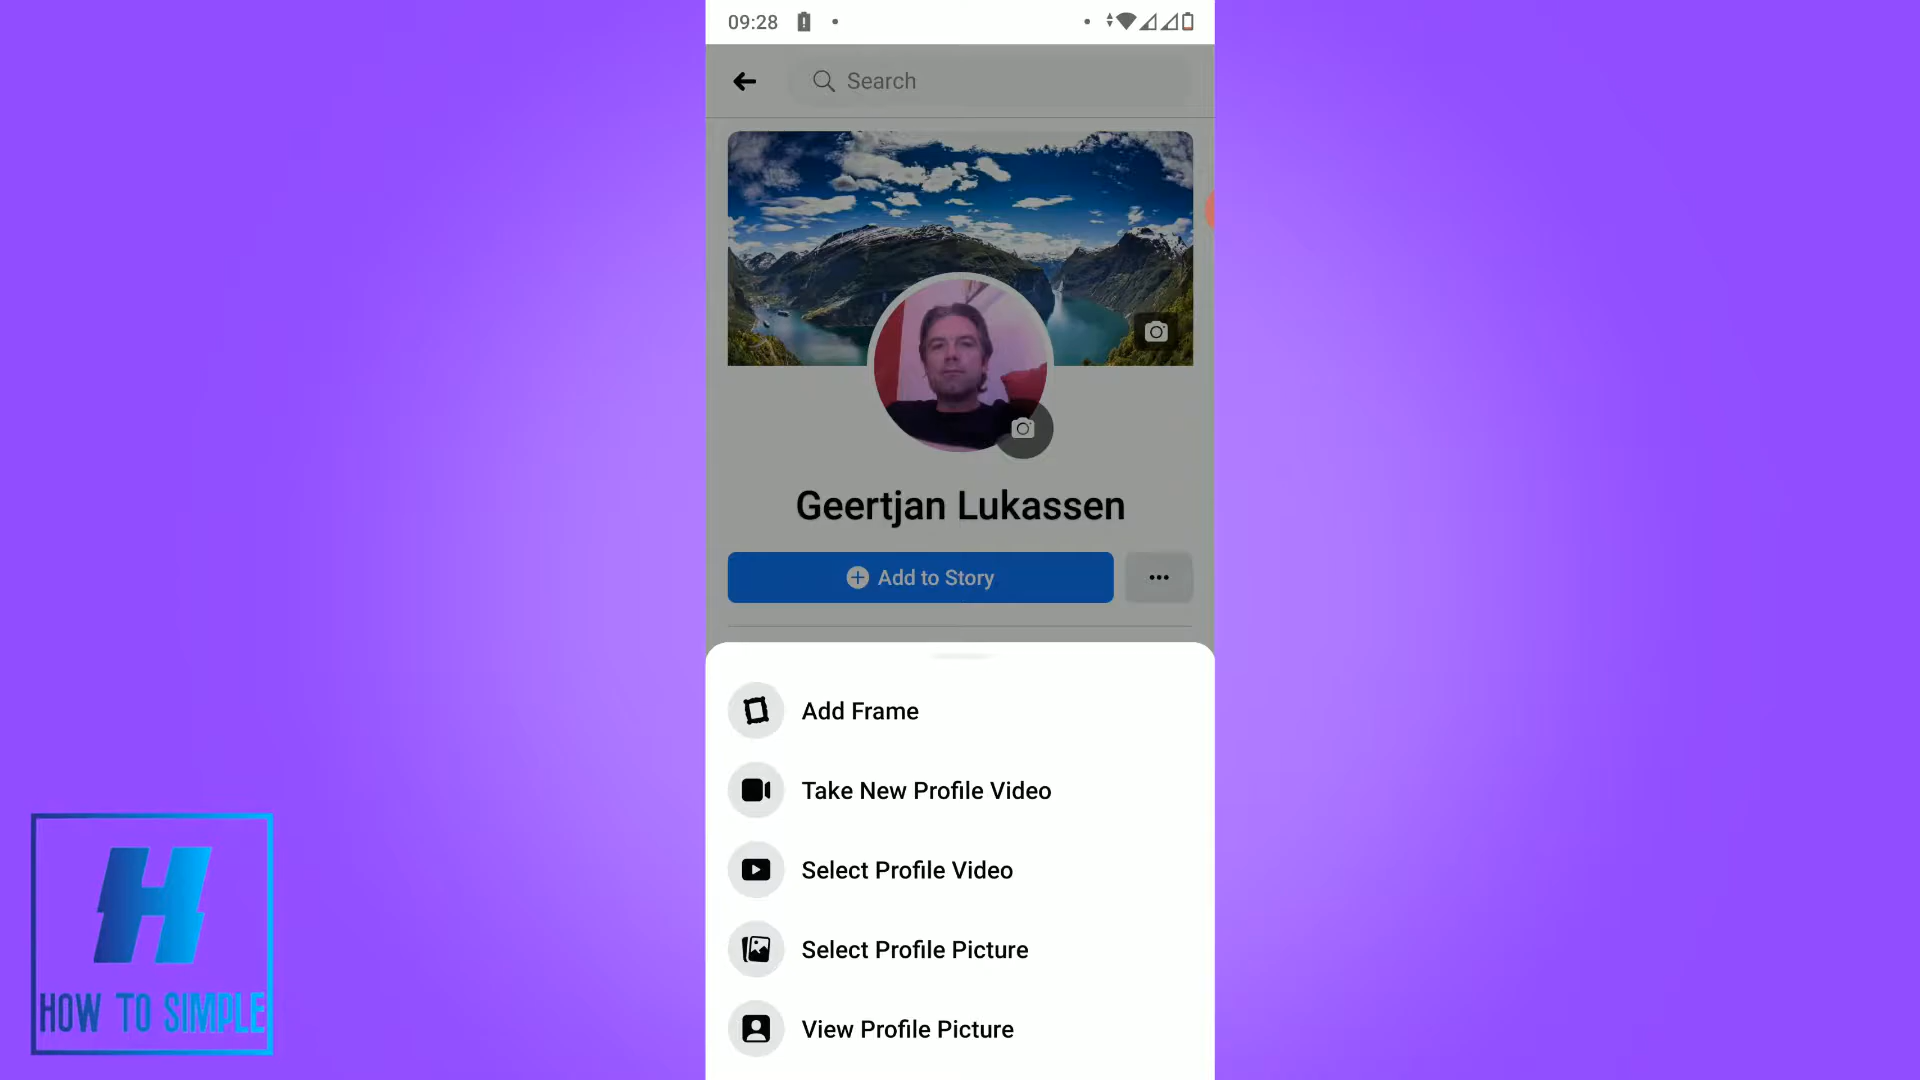 09:28
Search
Geertjan Lukassen
Add to Story
Add Frame
Take New Profile Video
Select Profile Video
Select Profile Picture
View Profile Picture
H
HOW TO SIMPLE